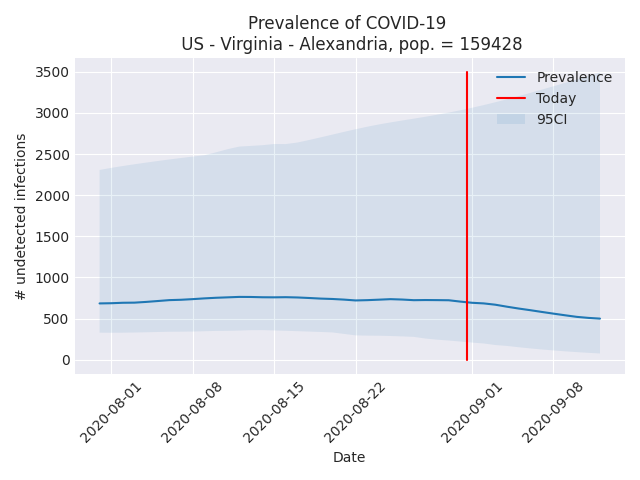 Prevalence of COVID-19
US - Virginia - Alexandria, pop. = 159428
3500
3000
2500
2000
1500
1000
500
0
# undetected infections
Prevalence
Today
95CI
2020-08-01
2020-08-08
2020-08-15
2020-08-22
2020-09-01
2020-09-08
Date